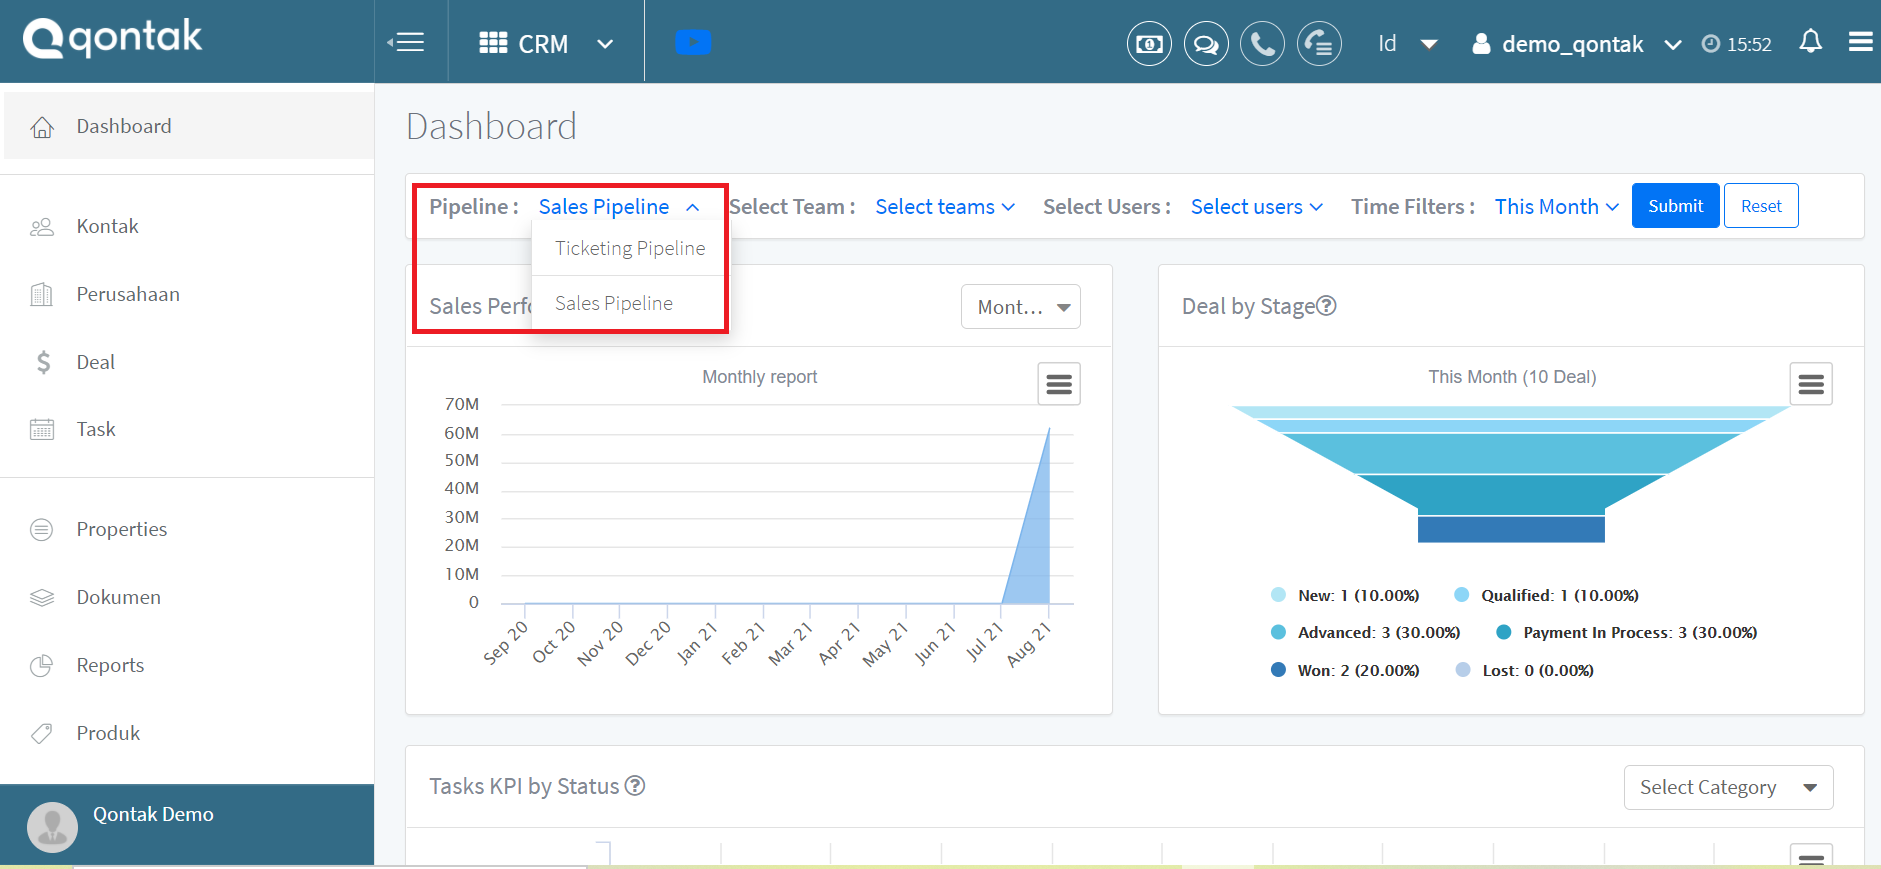 qontak
CRM
Id
demo_qontak
15:52
Dashboard
Kontak
Perusahaan
Deal
Task
Properties
Dokumen
Reports
Produk
Qontak Demo
Dashboard
Pipeline : Sales Pipeline Select Team : Select teams Select Users : Select users Time Filters : This Month Submit Reset
Ticketing Pipeline
Sales Pipeline
Sales Perfo
Mont...
Monthly report
70M
60M
50M
40M
30M
20M
10M
0
Sep 20 Oct 20 Nov 20 Dec 20 Jan 21 Feb 21 Mar 21 Apr 21 May 21 Jun 21 Jul 21 Aug 21
Deal by Stage
This Month (10 Deal)
New: 1 (10.00%) Qualified: 1 (10.00%)
Advanced: 3 (30.00%) Payment In Process: 3 (30.00%)
Won: 2 (20.00%) Lost: 0 (0.00%)
Tasks KPI by Status
Select Category